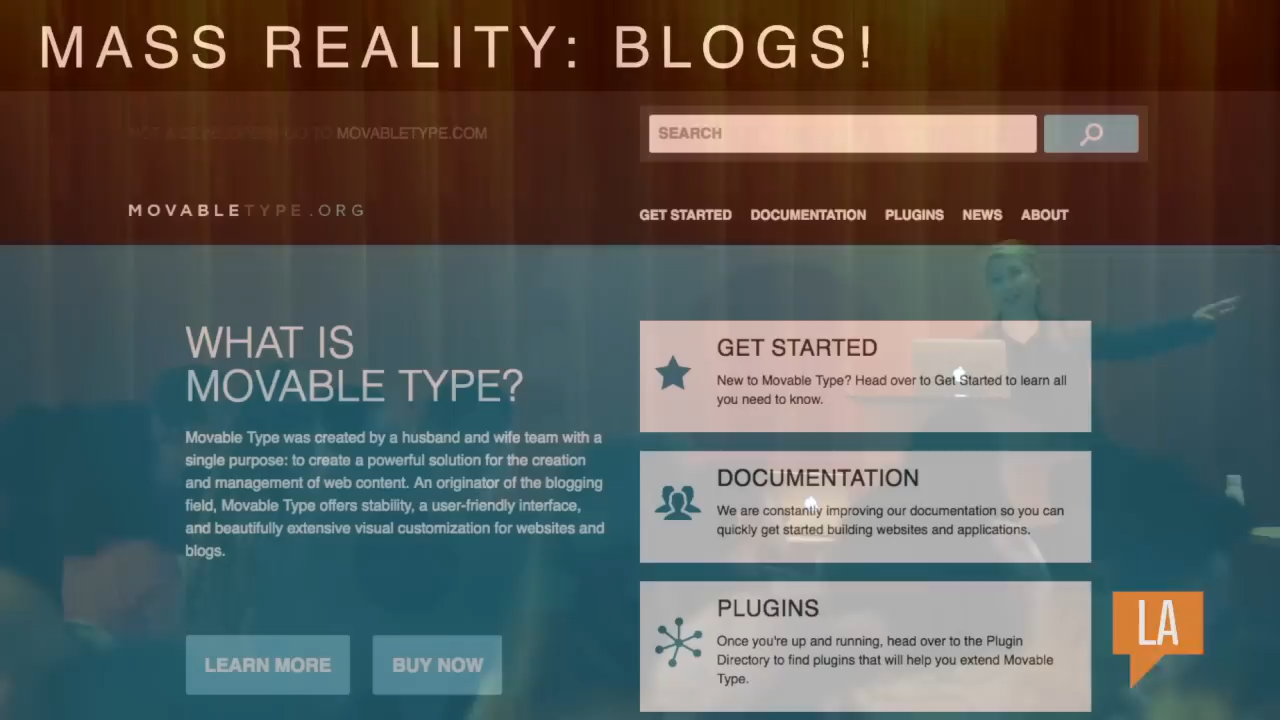 MASS REALITY: BLOGS!
NOT A DEVELOPER? GO TO MOVABLETYPE.COM
SEARCH
MOVABLETYPE.ORG
GET STARTED DOCUMENTATION PLUGINS NEWS ABOUT
WHAT IS
MOVABLE TYPE?
Movable Type was created by a husband and wife team with a
single purpose: to create a powerful solution for the creation
and management of web content. An originator of the blogging
field, Movable Type offers stability, a user-friendly interface,
and beautifully extensive visual customization for websites and
blogs.
LEARN MORE
BUY NOW
GET STARTED
New to Movable Type? Head over to Get Started to learn all
you need to know.
DOCUMENTATION
We are constantly improving our documentation so you can
quickly get started building websites and applications.
PLUGINS
Once you're up and running, head over to the Plugin
Directory to find plugins that will help you extend Movable
Type.
LA